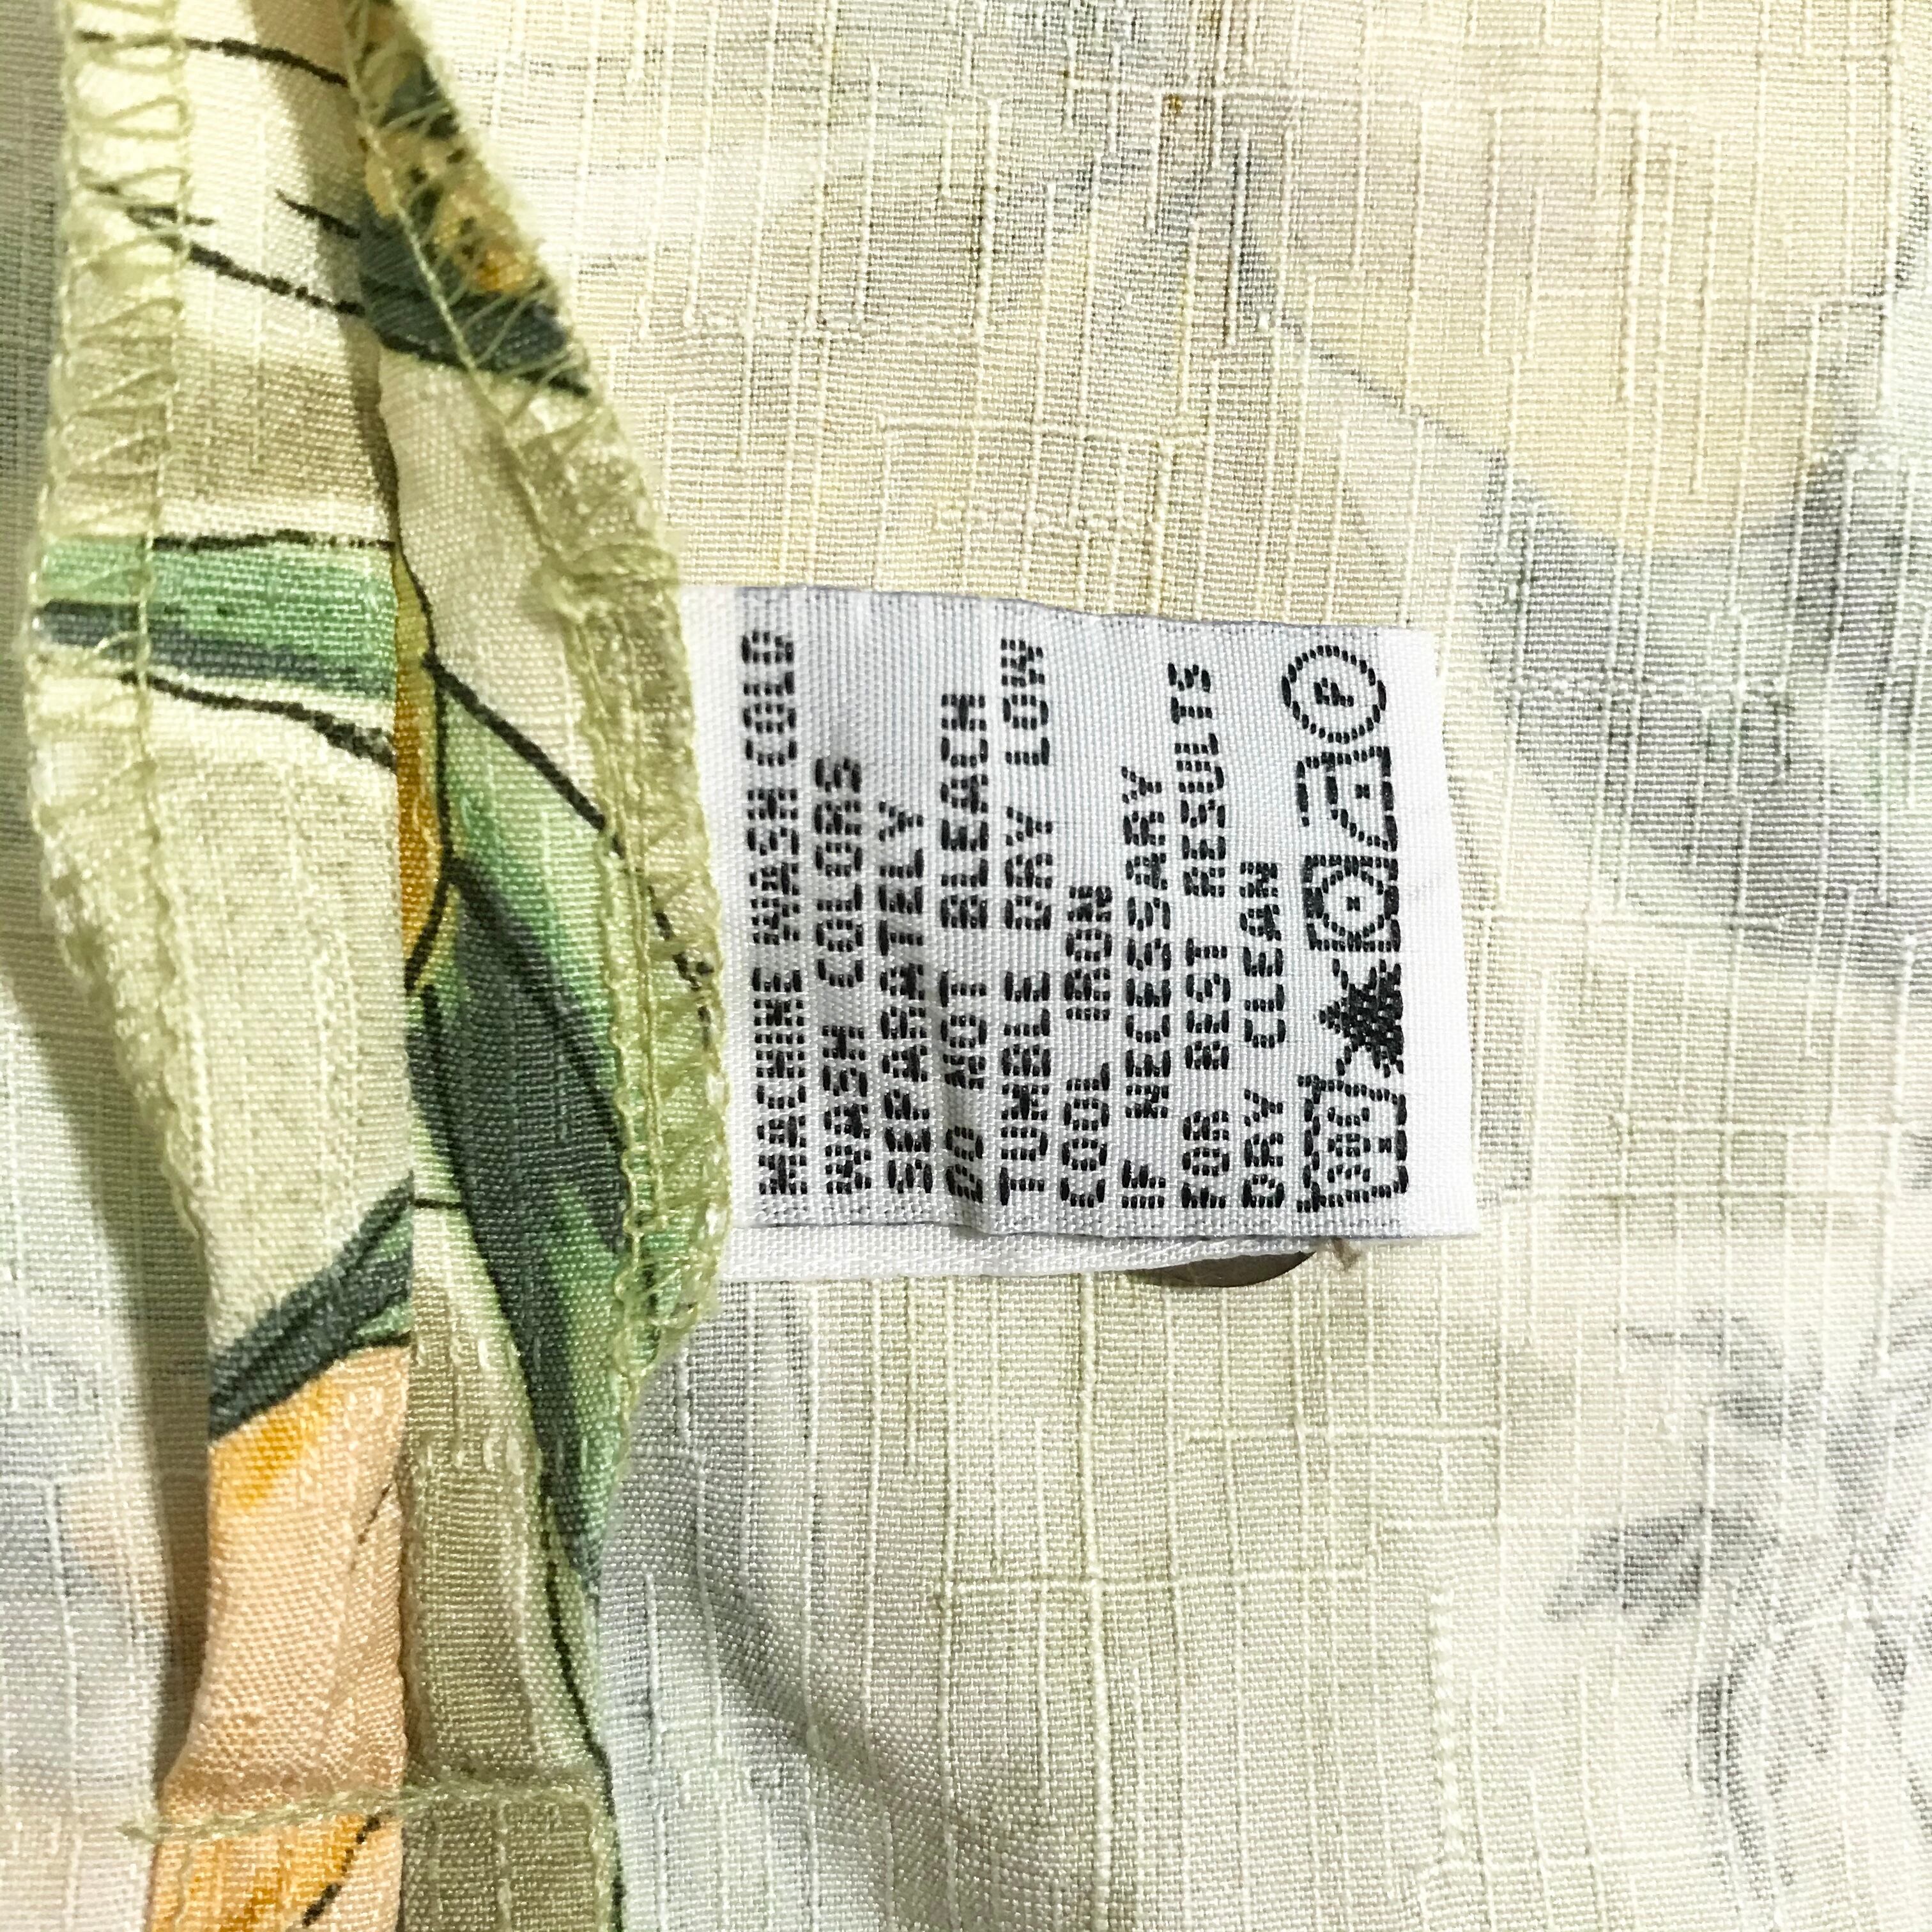 MACHINE WASH COLD
WASH COLORS
SEPARATELY
DO NOT BLEACH
TUMBLE DRY LOW
COOL IRON
IF NECESSARY
FOR BEST RESULTS
DRY CLEAN
P